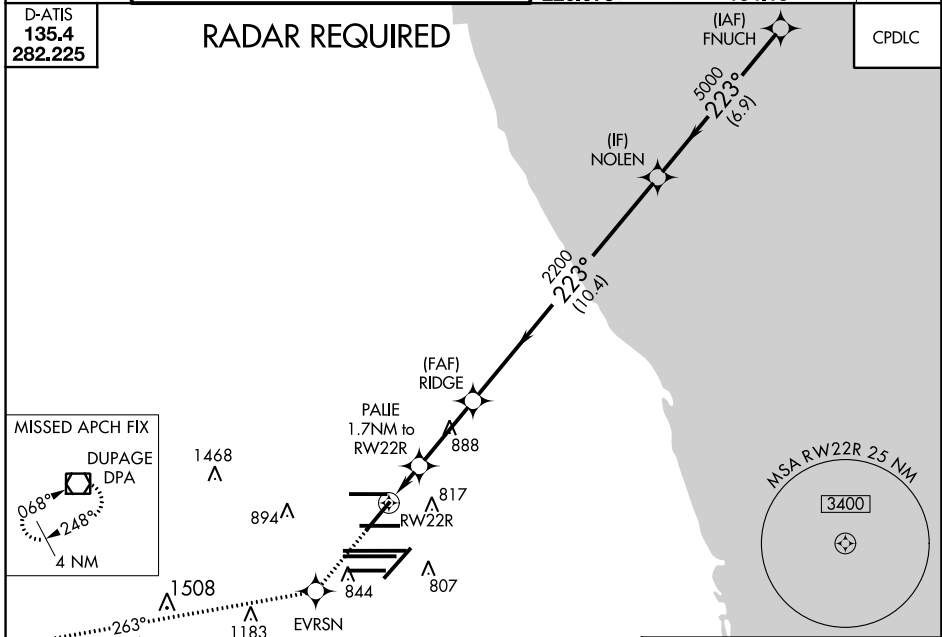 D-ATIS
135.4
282.225
RADAR REQUIRED
(IAF)
FNUCH
CPDLC
5000
223°
(6.9)
(IF)
NOLEN
2200
223°
(10.4)
(FAF)
RIDGE
PALIE
1.7NM to
RW22R
888
MISSED APCH FIX
DUPAGE
DPA
068°
248°
4 NM
1468
894
817
RW22R
MSA RW22R 25 NM
3400
844
807
1508
263°
1183
EVRSN